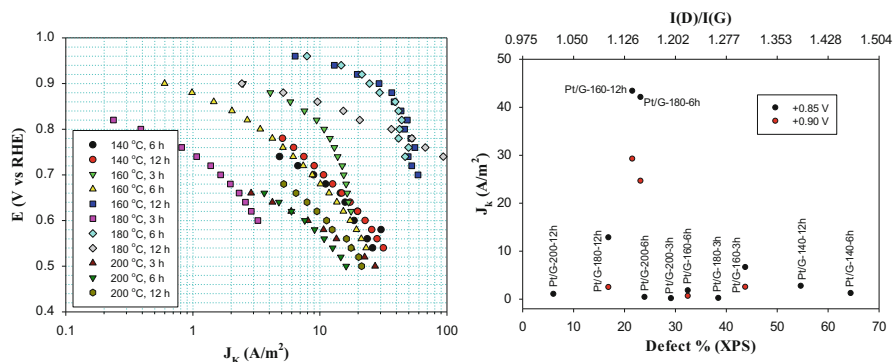 E (V vs RHE)
1.0
0.9
0.8
0.7
0.6
0.5
0.4
140 °C, 6 h
140 °C, 12 h
160 °C, 3 h
160 °C, 6 h
160 °C, 12 h
180 °C, 3 h
180 °C, 6 h
180 °C, 12 h
200 °C, 3 h
200 °C, 6 h
200 °C, 12 h
0.1 1 10 100
JK (A/m²)
I(D)/I(G)
0.975 1.050 1.126 1.202 1.277 1.353 1.428 1.504
Jk (A/m²)
50
40
30
20
10
0
Pt/G-160-12h
Pt/G-180-6h
+0.85 V
+0.90 V
Pt/G-200-12h
Pt/G-180-12h
Pt/G-200-6h
Pt/G-200-3h
Pt/G-160-6h
Pt/G-180-3h
Pt/G-160-3h
Pt/G-140-12h
Pt/G-140-6h
0 10 20 30 40 50 60 70
Defect % (XPS)